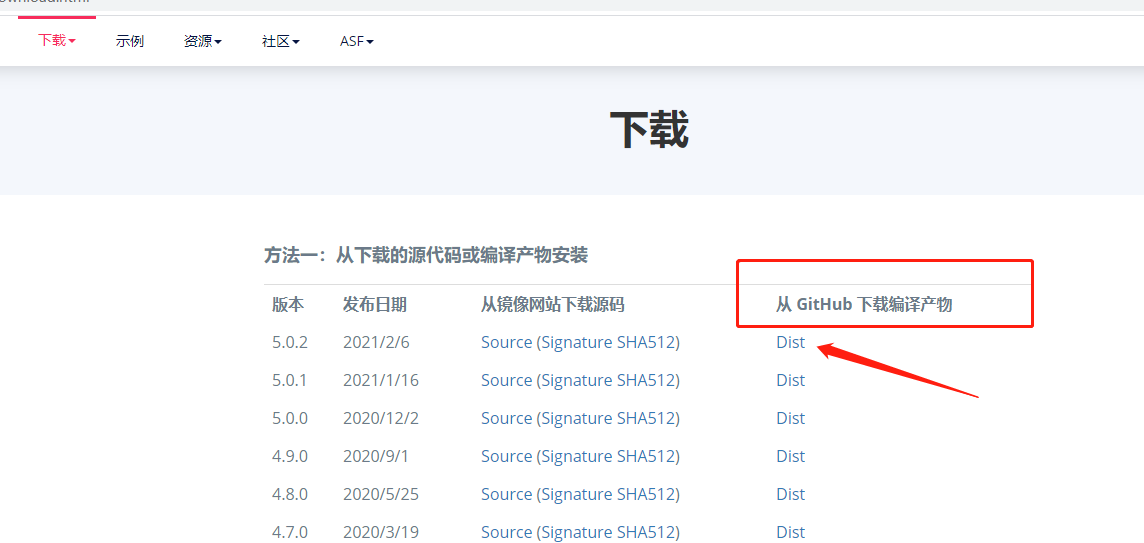 下载 示例 资源 社区 ASF
下载
方法一：从下载的源代码或编译产物安装
版本 发布日期 从镜像网站下载源码 从 GitHub 下载编译产物
5.0.2 2021/2/6 Source (Signature SHA512) Dist
5.0.1 2021/1/16 Source (Signature SHA512) Dist
5.0.0 2020/12/2 Source (Signature SHA512) Dist
4.9.0 2020/9/1 Source (Signature SHA512) Dist
4.8.0 2020/5/25 Source (Signature SHA512) Dist
4.7.0 2020/3/19 Source (Signature SHA512) Dist